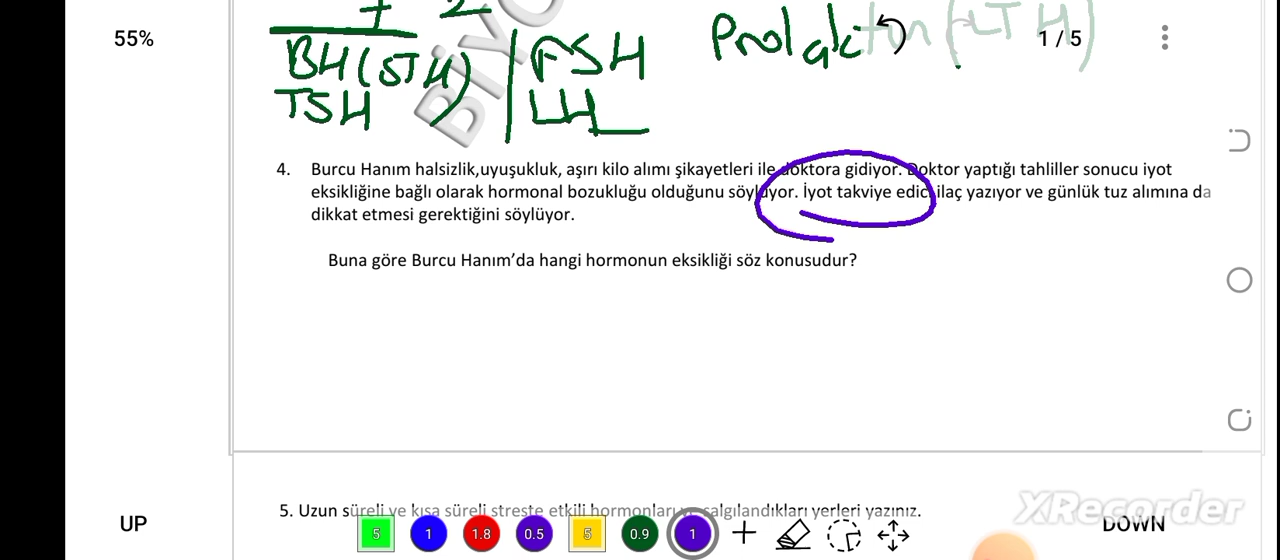 55%
7 2
BH(STH) | FSH
TSH | LH
Prolaktin (LTH)
1 / 5
BİYO
4. Burcu Hanım halsizlik,uyuşukluk, aşırı kilo alımı şikayetleri ile doktora gidiyor. Doktor yaptığı tahliller sonucu iyot
eksikliğine bağlı olarak hormonal bozukluğu olduğunu söylüyor. İyot takviye edici ilaç yazıyor ve günlük tuz alımına da
dikkat etmesi gerektiğini söylüyor.
Buna göre Burcu Hanım’da hangi hormonun eksikliği söz konusudur?
5. Uzun süreli ve kısa süreli streste etkili hormonları ve salgılandıkları yerleri yazınız.
XRecorder
UP
5 1 1.8 0.5 5 0.9 1
DOWN